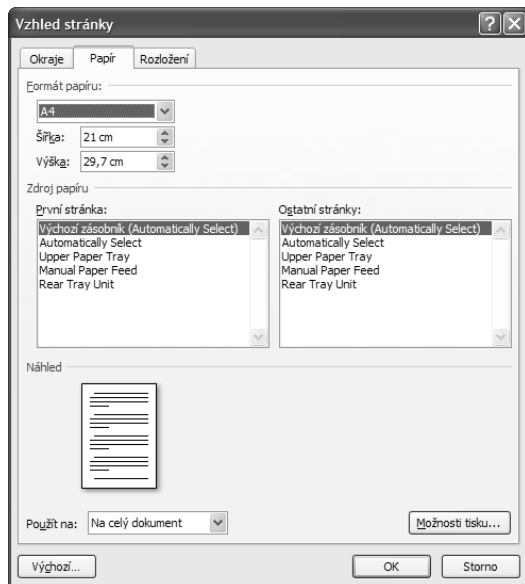 Vzhled stránky
Okraje Papír Rozložení
Formát papíru:
A4
Šířka: 21 cm
Výška: 29,7 cm
Zdroj papíru
První stránka: Ostatní stránky:
Výchozí zásobník (Automatically Select) Výchozí zásobník (Automatically Select)
Automatically Select Automatically Select
Upper Paper Tray Upper Paper Tray
Manual Paper Feed Manual Paper Feed
Rear Tray Unit Rear Tray Unit
Náhled
Použít na: Na celý dokument Možnosti tisku...
Výchozí... OK Storno